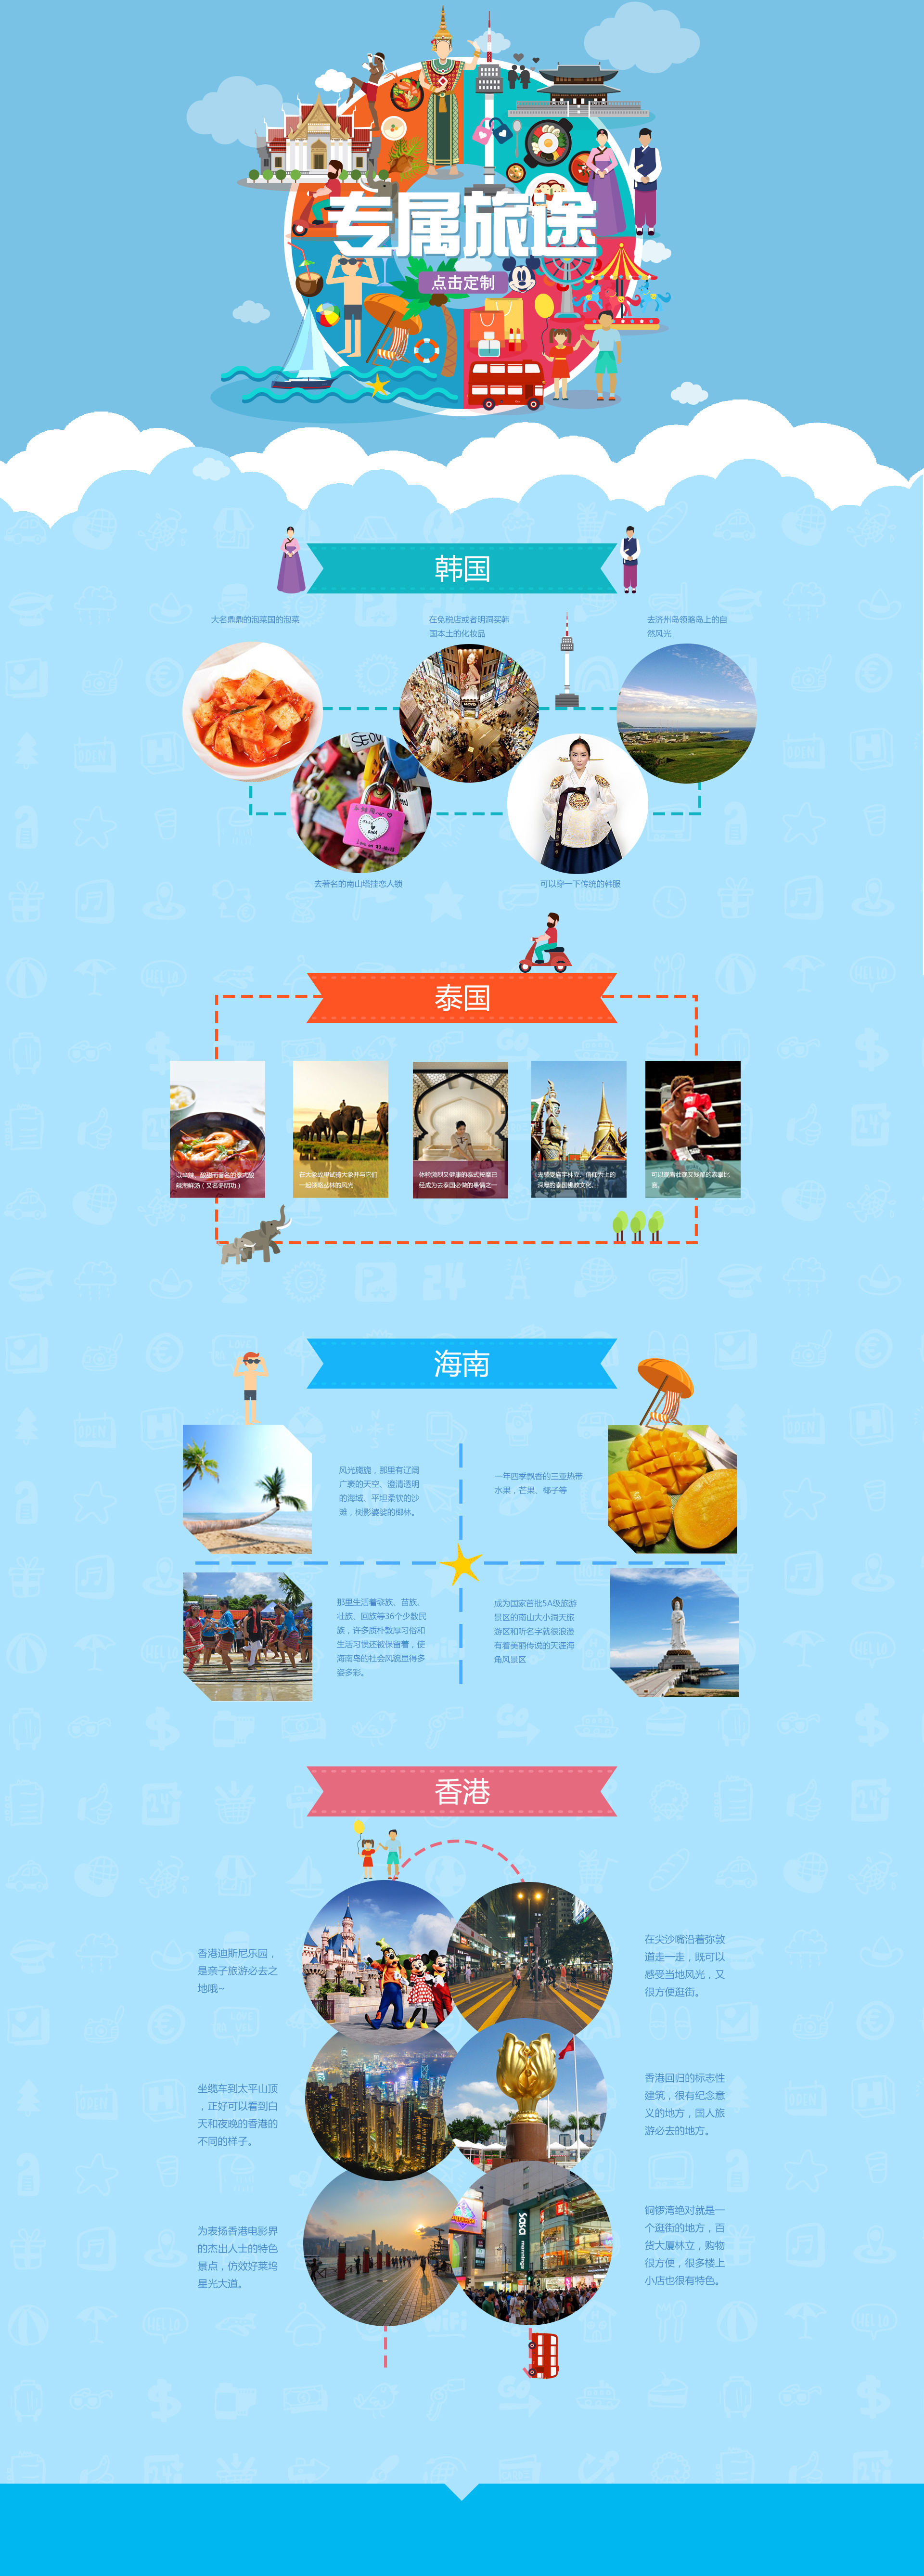 专属旅途
点击定制
韩国
大名鼎鼎的泡菜国的泡菜
在免税店或者明洞买韩
国本土的化妆品
去济州岛领略岛上的自
然风光
SEOU
去著名的南山塔挂恋人锁
可以穿一下传统的韩服
泰国
以辛辣、酸甜而著名的泰式酸
辣海鲜汤（又名冬阴功）
在大象营里试骑大象并与它们
一起领略丛林的风光
体验激烈又健康的泰式按摩已
经成为去泰国必做的事情之一
去感受庙宇林立、信仰力上的
深厚的泰国佛教文化。
可以观看壮观又残酷的泰拳比
赛。
海南
风光旖旎，那里有辽阔
广袤的天空、澄清透明
的海域、平坦柔软的沙
滩，树影婆娑的椰林。
一年四季飘香的三亚热带
水果，芒果、椰子等
那里生活着黎族、苗族、
壮族、回族等36个少数民
族，许多质朴敦厚习俗和
生活习惯还被保留着，使
海南岛的社会风貌显得多
姿多彩。
成为国家首批5A级旅游
景区的南山大小洞天旅
游区和听名字就很浪漫
有着美丽传说的天涯海
角风景区
香港
香港迪斯尼乐园，
是亲子旅游必去之
地哦~
在尖沙嘴沿着弥敦
道走一走，既可以
感受当地风光，又
很方便逛街。
坐缆车到太平山顶
，正好可以看到白
天和夜晚的香港的
不同的样子。
香港回归的标志性
建筑，很有纪念意
义的地方，国人旅
游必去的地方。
为表扬香港电影界
的杰出人士的特色
景点，仿效好莱坞
星光大道。
sasa
mannings
铜锣湾绝对就是一
个逛街的地方，百
货大厦林立，购物
很方便，很多楼上
小店也很有特色。